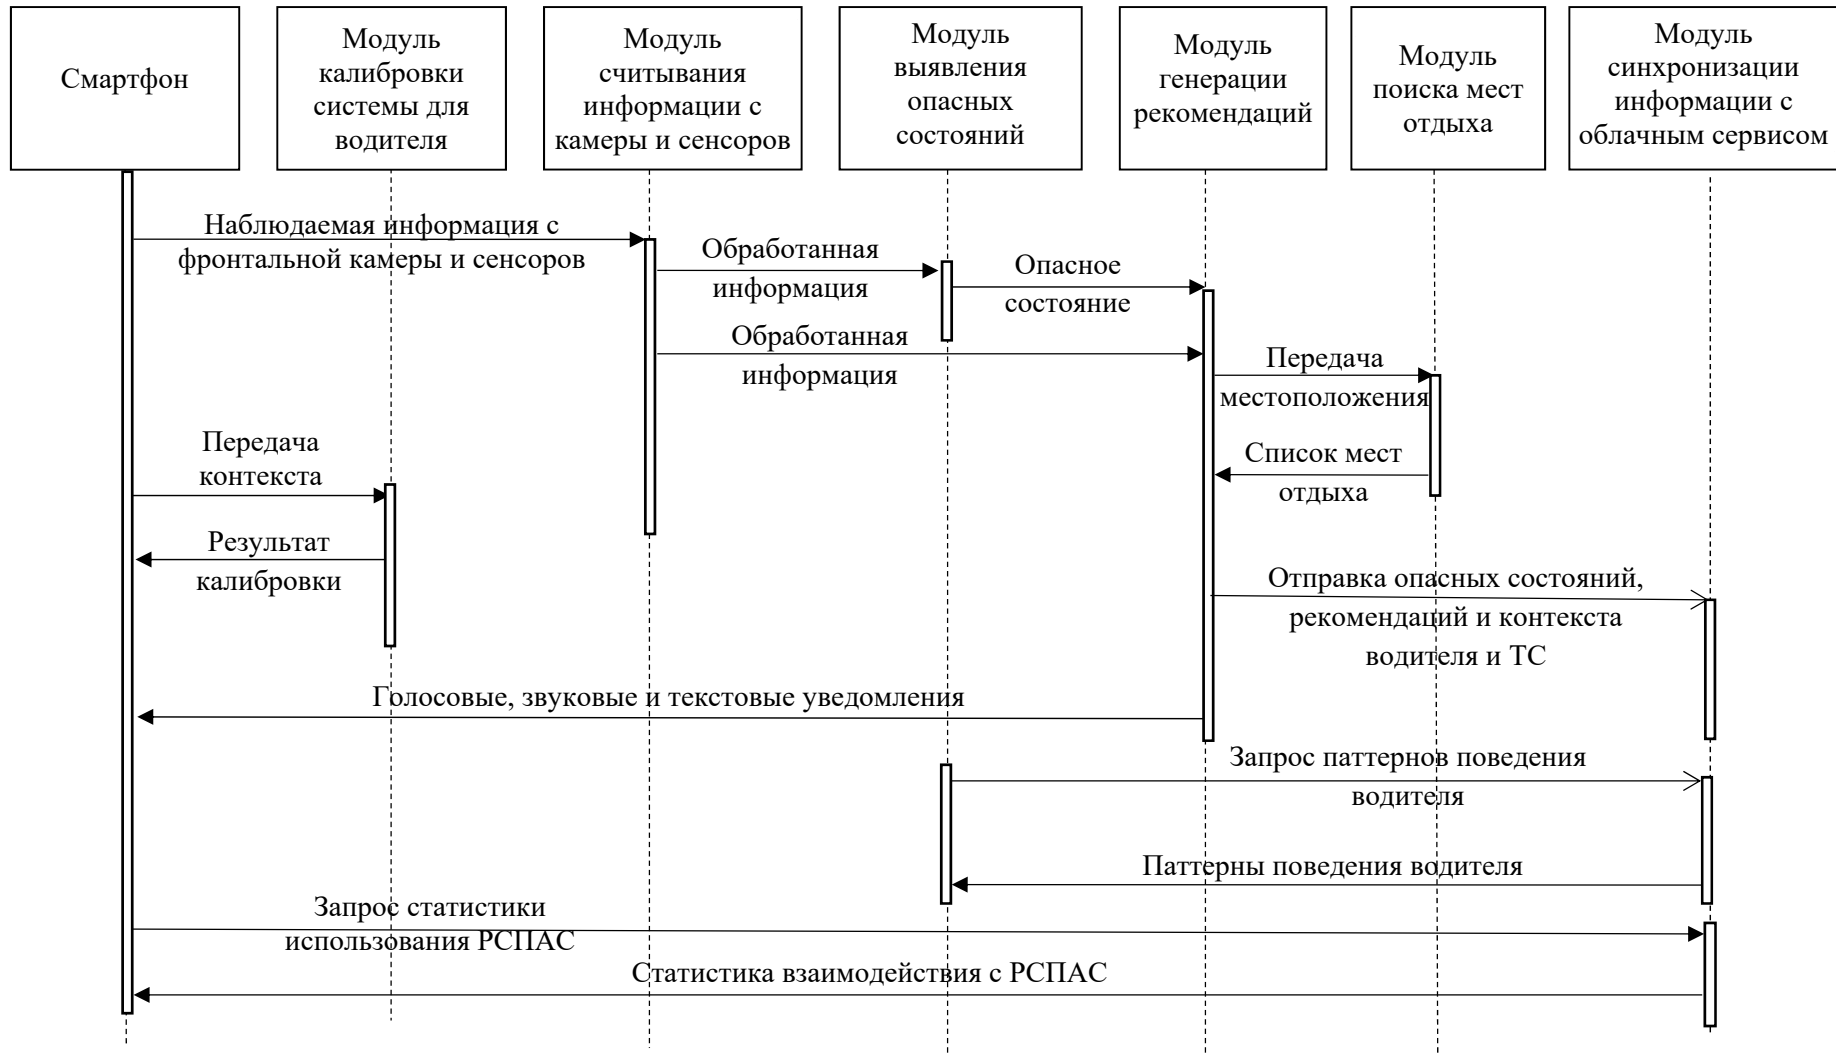 Смартфон
Модуль
калибровки
системы для
водителя
Модуль
считывания
информации с
камеры и сенсоров
Модуль
выявления
опасных
состояний
Модуль
генерации
рекомендаций
Модуль
поиска мест
отдыха
Модуль
синхронизации
информации с
облачным сервисом
Наблюдаемая информация с
фронтальной камеры и сенсоров
Обработанная
информация
Опасное
состояние
Обработанная
информация
Передача
местоположения
Передача
контекста
Список мест
отдыха
Результат
калибровки
Отправка опасных состояний,
рекомендаций и контекста
водителя и ТС
Голосовые, звуковые и текстовые уведомления
Запрос паттернов поведения
водителя
Паттерны поведения водителя
Запрос статистики
использования РСПАС
Статистика взаимодействия с РСПАС